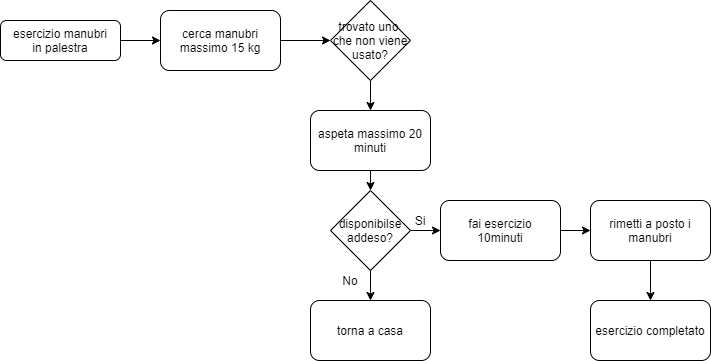 esercizio manubri
in palestra
cerca manubri
massimo 15 kg
trovato uno
che non viene
usato?
aspeta massimo 20
minuti
disponibilse
addeso?
Si
fai esercizio
10minuti
rimetti a posto i
manubri
No
torna a casa
esercizio completato